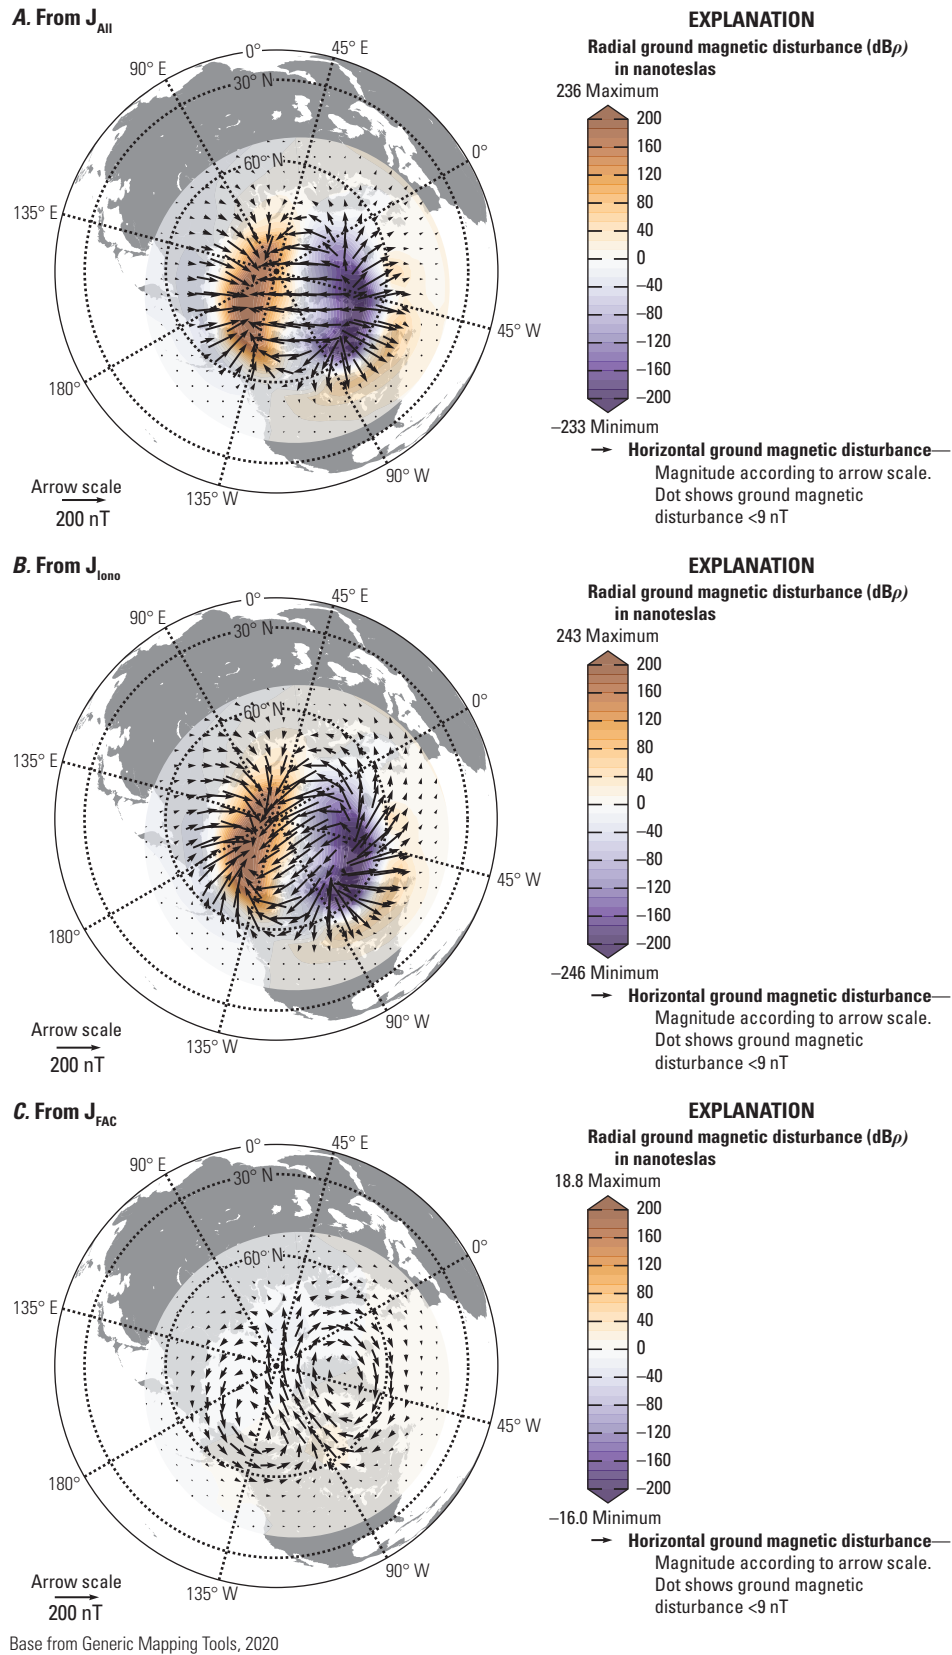 A. From J_All
0°
45° E
90° E
30° N
0°
60° N
135° E
45° W
180°
90° W
135° W
Arrow scale
200 nT
EXPLANATION
Radial ground magnetic disturbance (dBρ)
in nanoteslas
236 Maximum
200
160
120
80
40
0
−40
−80
−120
−160
−200
−233 Minimum
Horizontal ground magnetic disturbance—
Magnitude according to arrow scale.
Dot shows ground magnetic
disturbance <9 nT
B. From J_Iono
0°
45° E
90° E
30° N
0°
60° N
135° E
45° W
180°
90° W
135° W
Arrow scale
200 nT
EXPLANATION
Radial ground magnetic disturbance (dBρ)
in nanoteslas
243 Maximum
200
160
120
80
40
0
−40
−80
−120
−160
−200
−246 Minimum
Horizontal ground magnetic disturbance—
Magnitude according to arrow scale.
Dot shows ground magnetic
disturbance <9 nT
C. From J_FAC
0°
45° E
90° E
30° N
0°
60° N
135° E
45° W
180°
90° W
135° W
Arrow scale
200 nT
EXPLANATION
Radial ground magnetic disturbance (dBρ)
in nanoteslas
18.8 Maximum
200
160
120
80
40
0
−40
−80
−120
−160
−200
−16.0 Minimum
Horizontal ground magnetic disturbance—
Magnitude according to arrow scale.
Dot shows ground magnetic
disturbance <9 nT
Base from Generic Mapping Tools, 2020